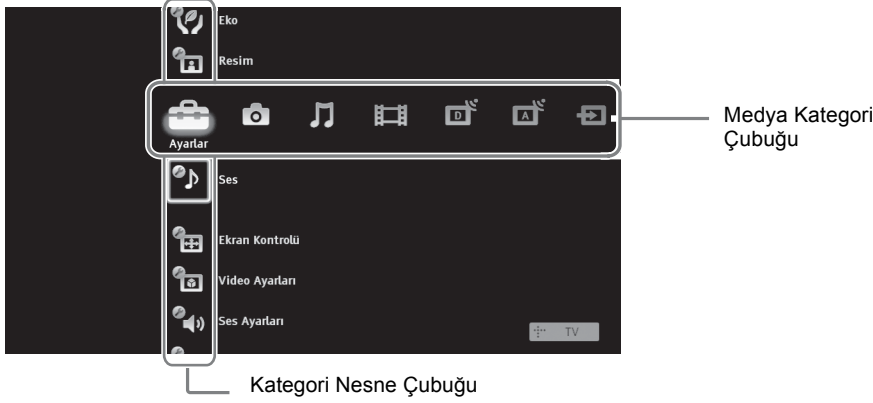 Eko
Resim
D
A
Ayarlar
Medya Kategori
Çubuğu
Ses
Ekran Kontrolü
Video Ayarları
Ses Ayarları
TV
Kategori Nesne Çubuğu